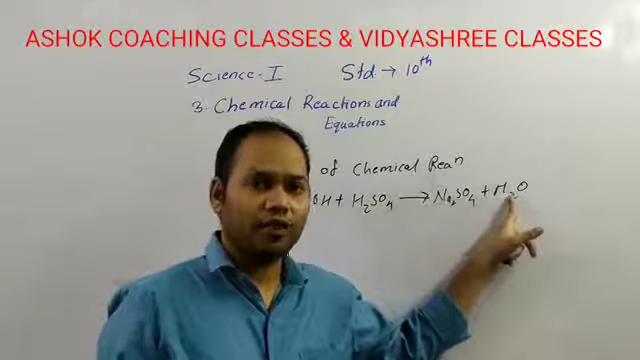 ASHOK COACHING CLASSES & VIDYASHREE CLASSES
Science-I Std → 10th
3. Chemical Reactions and
Equations
of Chemical Reaⁿ
OH + H₂SO₄ → Na₂SO₄ + H₂O